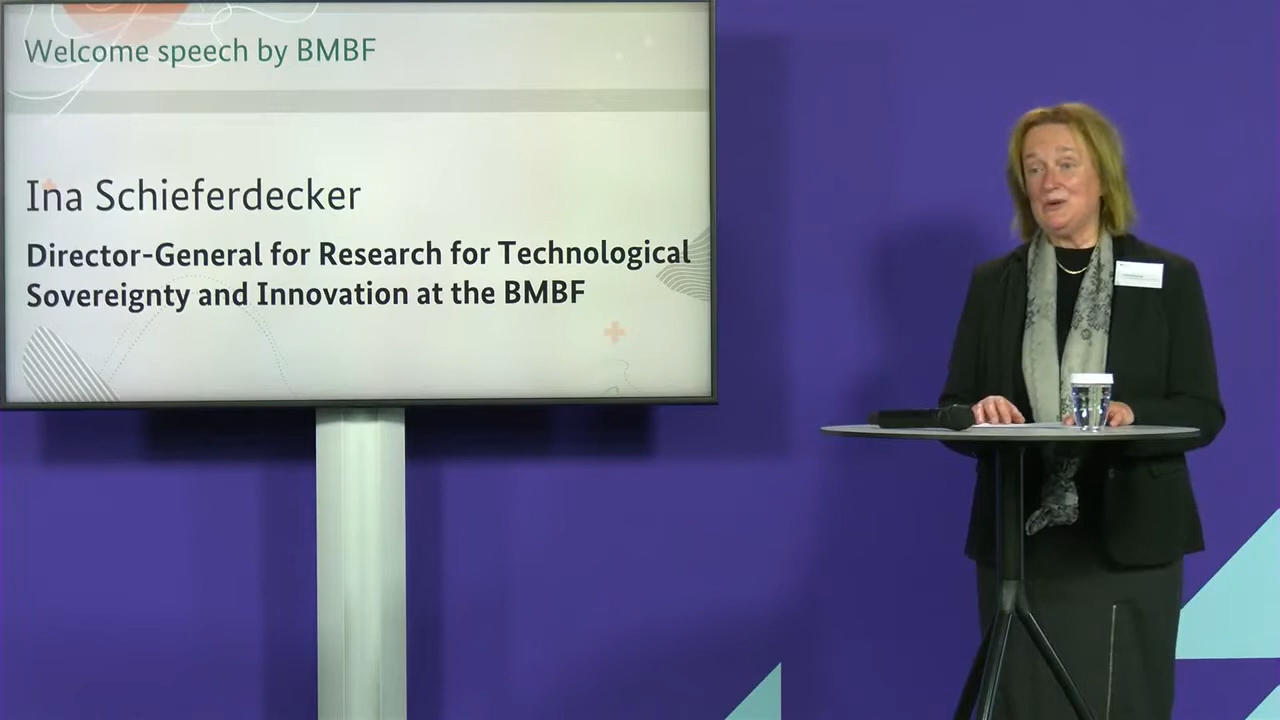 Welcome speech by BMBF
Ina Schieferdecker
Director-General for Research for Technological
Sovereignty and Innovation at the BMBF